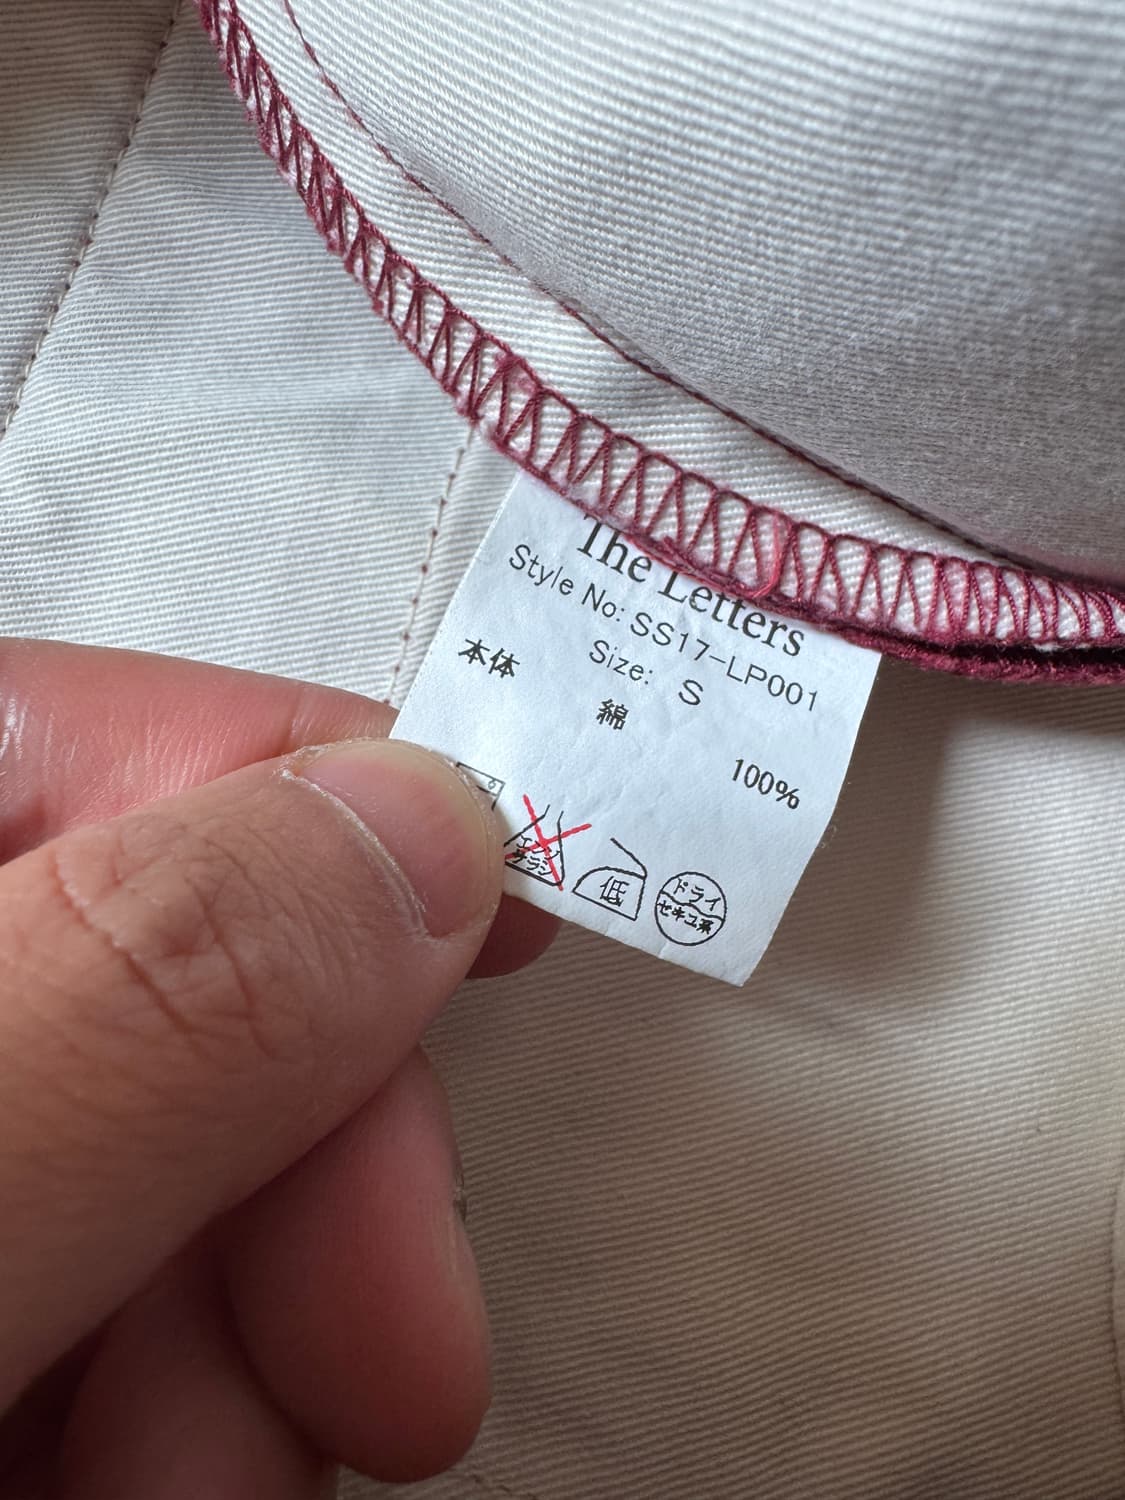 The Letters
Style No: SS17-LP001
Size: S
本体 綿 100%
エンソ
サラシ
低
ドライ
セキユ系